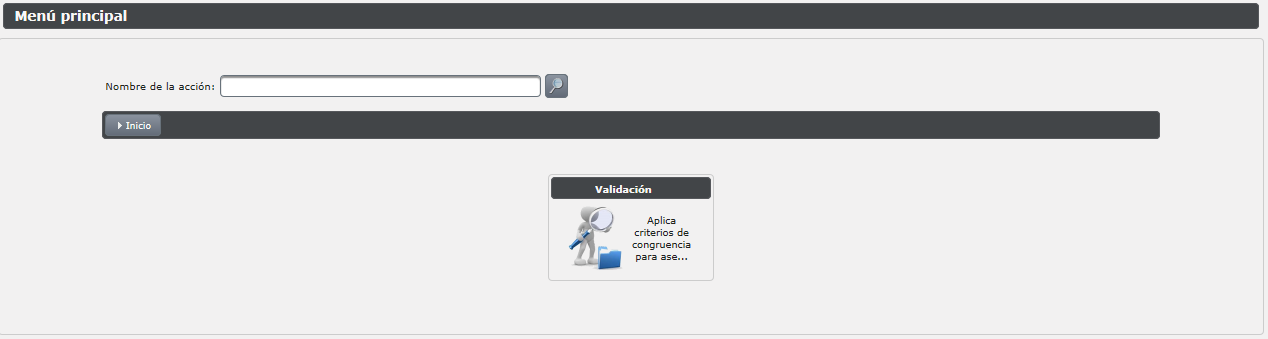 Menú principal
Nombre de la acción:
Inicio
Validación
Aplica
criterios de
congruencia
para ase...